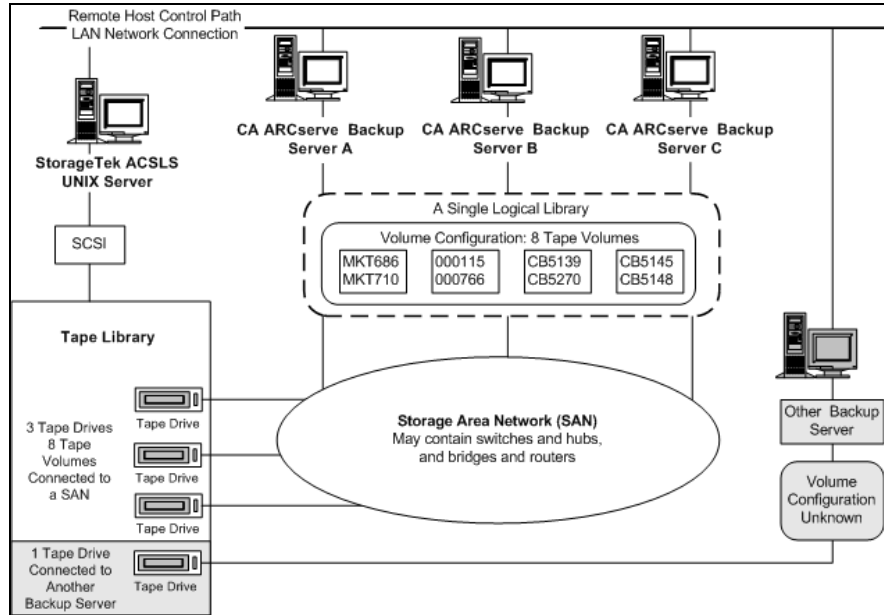 Remote Host Control Path
LAN Network Connection
CA ARCserve Backup
Server A
CA ARCserve Backup
Server B
CA ARCserve Backup
Server C
StorageTek ACSLS
UNIX Server
SCSI
A Single Logical Library
Volume Configuration: 8 Tape Volumes
MKT686
MKT710
000115
000766
CB5139
CB5270
CB5145
CB5148
Tape Library
3 Tape Drives
8 Tape
Volumes
Connected to
a SAN
Tape Drive
Tape Drive
Tape Drive
1 Tape Drive
Connected to
Another
Backup Server
Tape Drive
Storage Area Network (SAN)
May contain switches and hubs,
and bridges and routers
Other Backup
Server
Volume
Configuration
Unknown